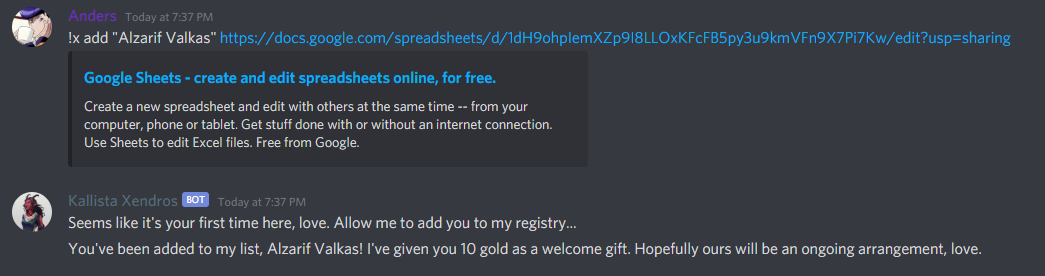 Anders Today at 7:37 PM
!x add "Alzarif Valkas" https://docs.google.com/spreadsheets/d/1dH9ohpIemXZp9I8LLOxKFcFB5py3u9kmVFn9X7Pi7Kw/edit?usp=sharing
Google Sheets - create and edit spreadsheets online, for free.
Create a new spreadsheet and edit with others at the same time -- from your
computer, phone or tablet. Get stuff done with or without an internet connection.
Use Sheets to edit Excel files. Free from Google.
Kallista Xendros BOT Today at 7:37 PM
Seems like it's your first time here, love. Allow me to add you to my registry...
You've been added to my list, Alzarif Valkas! I've given you 10 gold as a welcome gift. Hopefully ours will be an ongoing arrangement, love.